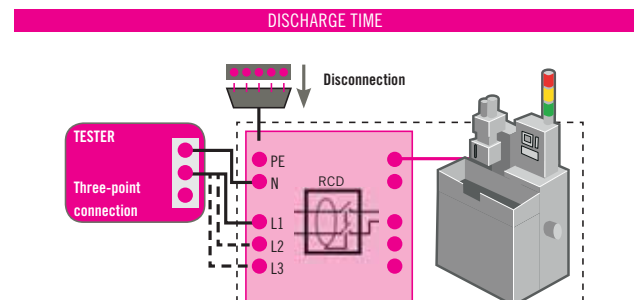 DISCHARGE TIME
Disconnection
TESTER
Three-point
connection
PE
N
RCD
L1
L2
L3